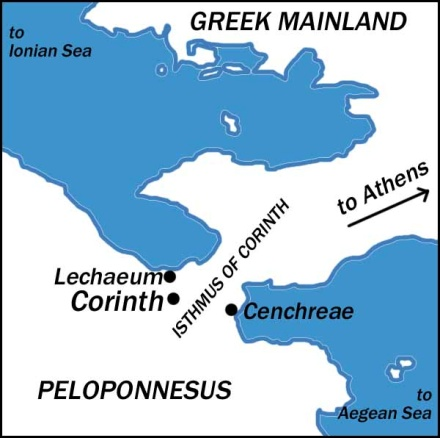 GREEK MAINLAND
to
Ionian Sea
to Athens
ISTHMUS OF CORINTH
Lechaeum
Corinth
Cenchreae
PELOPONNESUS
to
Aegean Sea